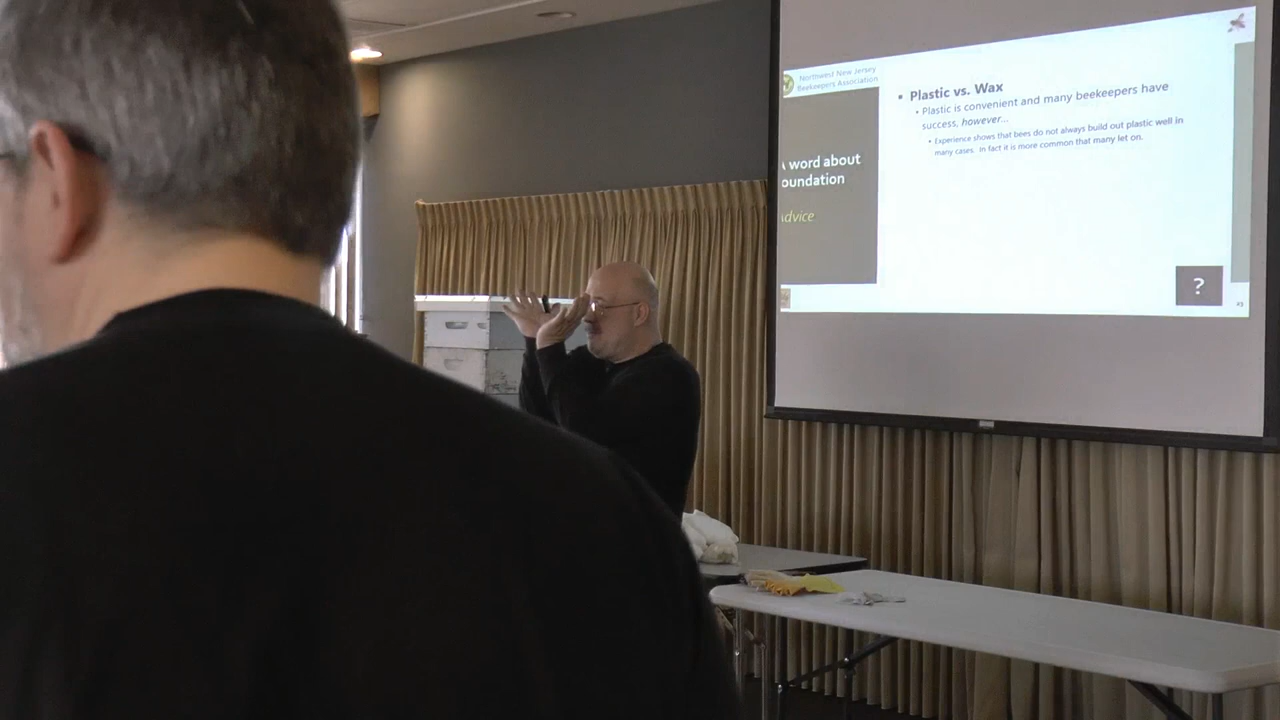 Northwest New Jersey
Beekeepers Association
A word about
oundation
Advice
▪ Plastic vs. Wax
• Plastic is convenient and many beekeepers have
success, however...
• Experience shows that bees do not always build out plastic well in
many cases. In fact it is more common that many let on.
?
23